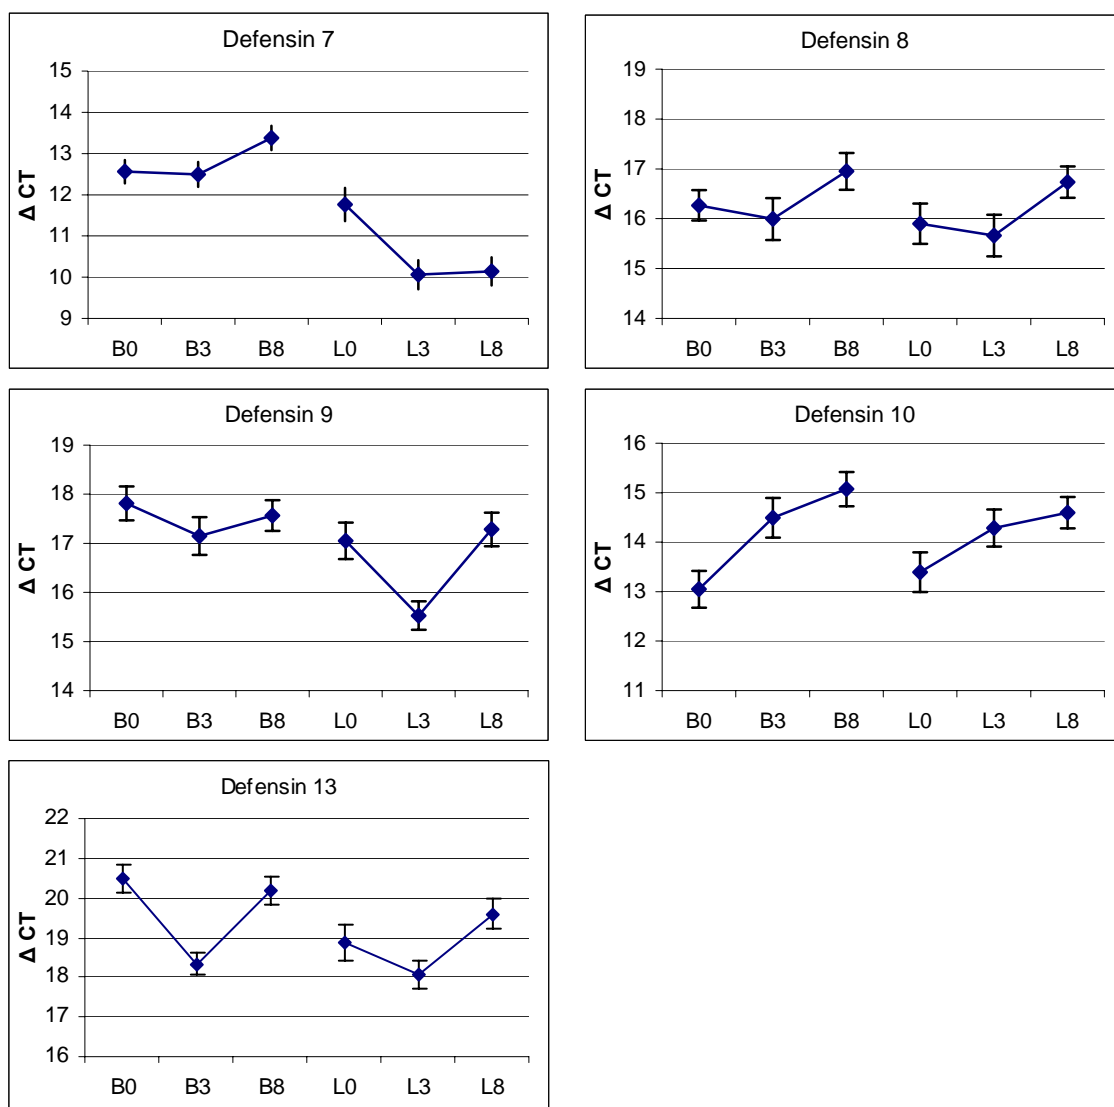 Defensin 7
Δ CT
15
14
13
12
11
10
9
B0 B3 B8 L0 L3 L8
Defensin 8
Δ CT
19
18
17
16
15
14
B0 B3 B8 L0 L3 L8
Defensin 9
Δ CT
19
18
17
16
15
14
B0 B3 B8 L0 L3 L8
Defensin 10
Δ CT
16
15
14
13
12
11
B0 B3 B8 L0 L3 L8
Defensin 13
Δ CT
22
21
20
19
18
17
16
B0 B3 B8 L0 L3 L8